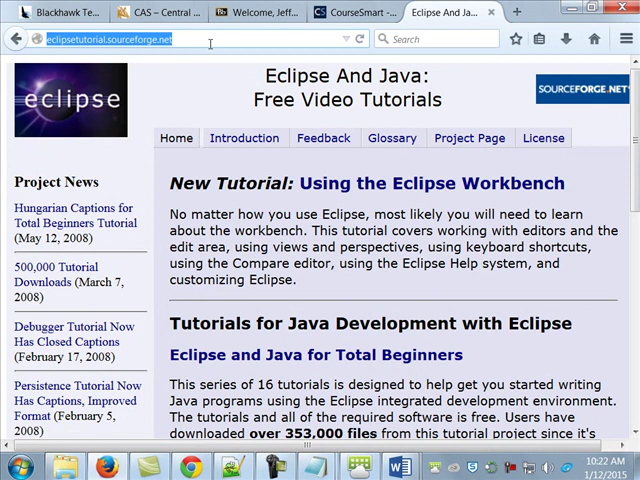 Blackhawk Te...
CAS – Central ...
Bb Welcome, Jeff...
CS CourseSmart - ...
Eclipse And Ja...
eclipsetutorial.sourceforge.net
Search
eclipse
Eclipse And Java:
Free Video Tutorials
SOURCEFORGE.NET
Home Introduction Feedback Glossary Project Page License
Project News
Hungarian Captions for
Total Beginners Tutorial
(May 12, 2008)
500,000 Tutorial
Downloads (March 7,
2008)
Debugger Tutorial Now
Has Closed Captions
(February 17, 2008)
Persistence Tutorial Now
Has Captions, Improved
Format (February 5,
2008)
New Tutorial: Using the Eclipse Workbench
No matter how you use Eclipse, most likely you will need to learn
about the workbench. This tutorial covers working with editors and the
edit area, using views and perspectives, using keyboard shortcuts,
using the Compare editor, using the Eclipse Help system, and
customizing Eclipse.
Tutorials for Java Development with Eclipse
Eclipse and Java for Total Beginners
This series of 16 tutorials is designed to help get you started writing
Java programs using the Eclipse integrated development environment.
The tutorials and all of the required software is free. Users have
downloaded over 353,000 files from this tutorial project since it's
10:22 AM
1/12/2015